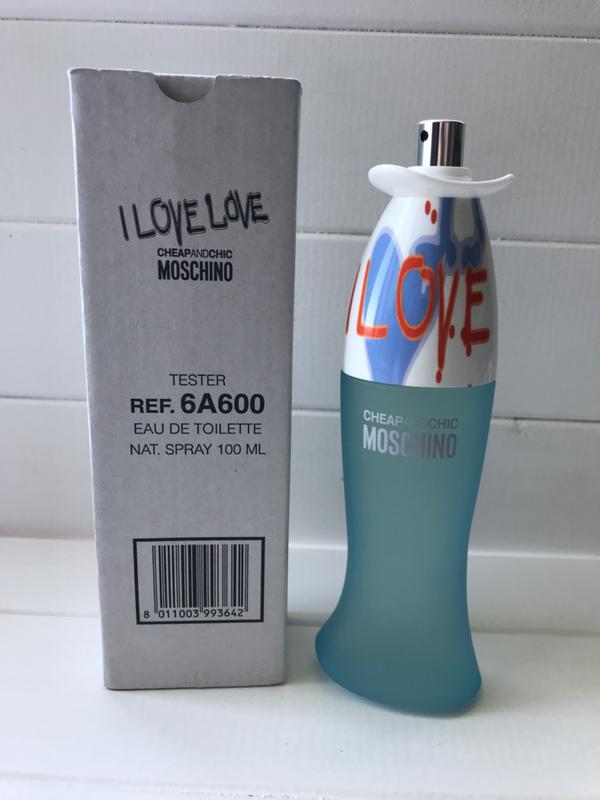 I LOVE LOVE
CHEAPANDCHIC
MOSCHINO
TESTER
REF. 6A600
EAU DE TOILETTE
NAT. SPRAY 100 ML
8 011003 993642
I LOVE
CHEAPANDCHIC
MOSCHINO